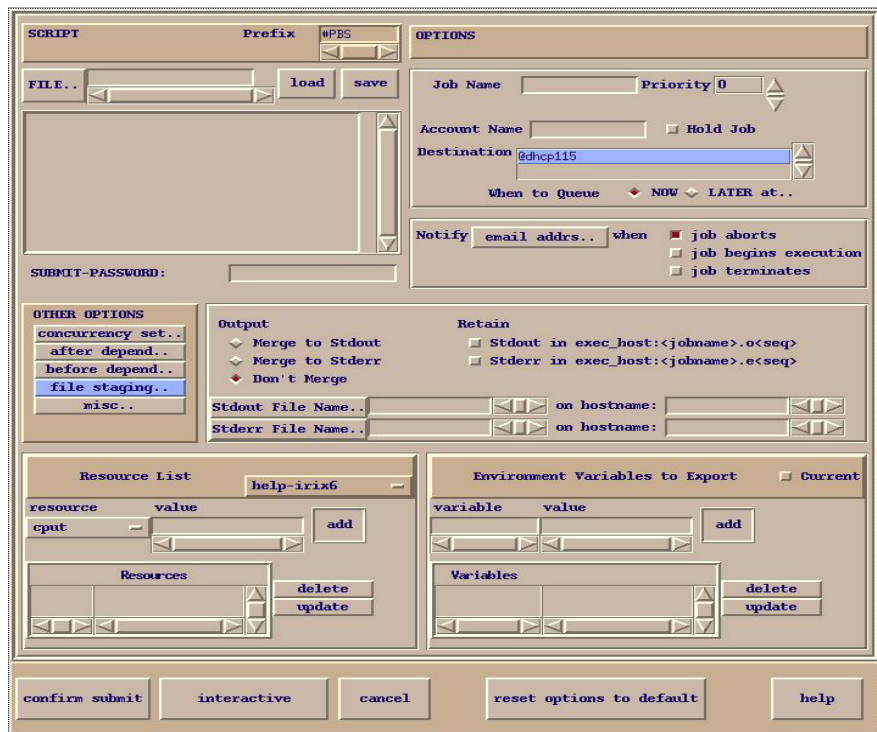 SCRIPT Prefix #PBS
FILE.. load save
SUBMIT-PASSWORD:
OPTIONS
Job Name Priority 0
Account Name Hold Job
Destination @dhcp115
When to Queue NOW LATER at..
Notify email addrs.. when job aborts
job begins execution
job terminates
OTHER OPTIONS
concurrency set..
after depend..
before depend..
file staging..
misc..
Output
Merge to Stdout
Merge to Stderr
Don't Merge
Retain
Stdout in exec_host:<jobname>.o<seq>
Stderr in exec_host:<jobname>.e<seq>
Stdout File Name.. on hostname:
Stderr File Name.. on hostname:
Resource List help-irix6
resource value
cput add
Resources
delete
update
Environment Variables to Export Current
variable value
add
Variables
delete
update
confirm submit interactive cancel reset options to default help